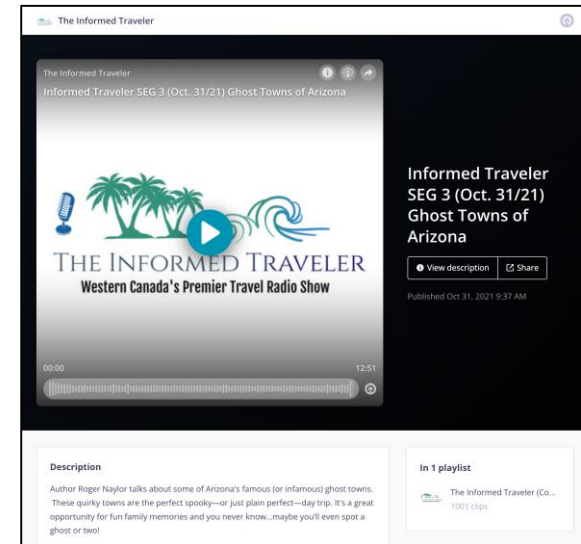 The Informed Traveler
The Informed Traveler
Informed Traveler SEG 3 (Oct. 31/21) Ghost Towns of Arizona
THE INFORMED TRAVELER
Western Canada's Premier Travel Radio Show
00:00
12:51
Informed Traveler
SEG 3 (Oct. 31/21)
Ghost Towns of
Arizona
View description
Share
Published Oct 31, 2021 9:37 AM
Description
Author Roger Naylor talks about some of Arizona's famous (or infamous) ghost towns.
These quirky towns are the perfect spooky—or just plain perfect—day trip. It's a great
opportunity for fun family memories and you never know...maybe you'll even spot a
ghost or two!
In 1 playlist
The Informed Traveler (Co...
1001 clips